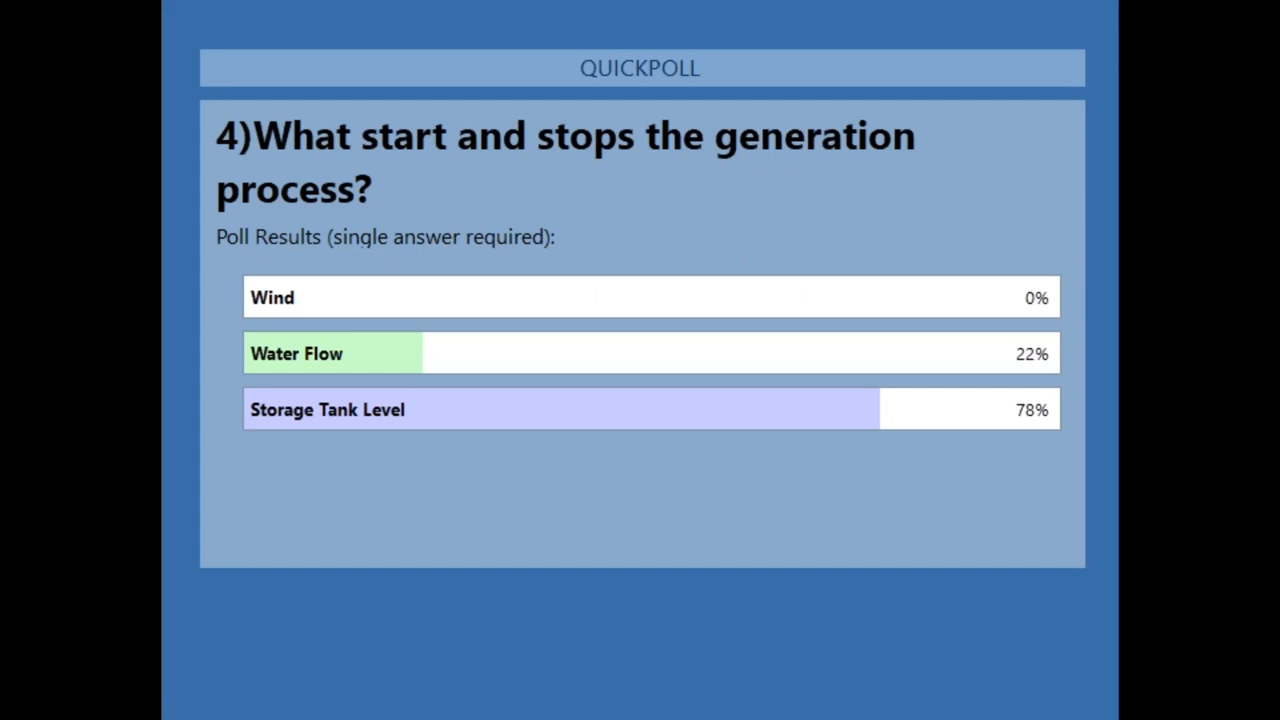 QUICKPOLL
4)What start and stops the generation
process?
Poll Results (single answer required):
Wind 0%
Water Flow 22%
Storage Tank Level 78%